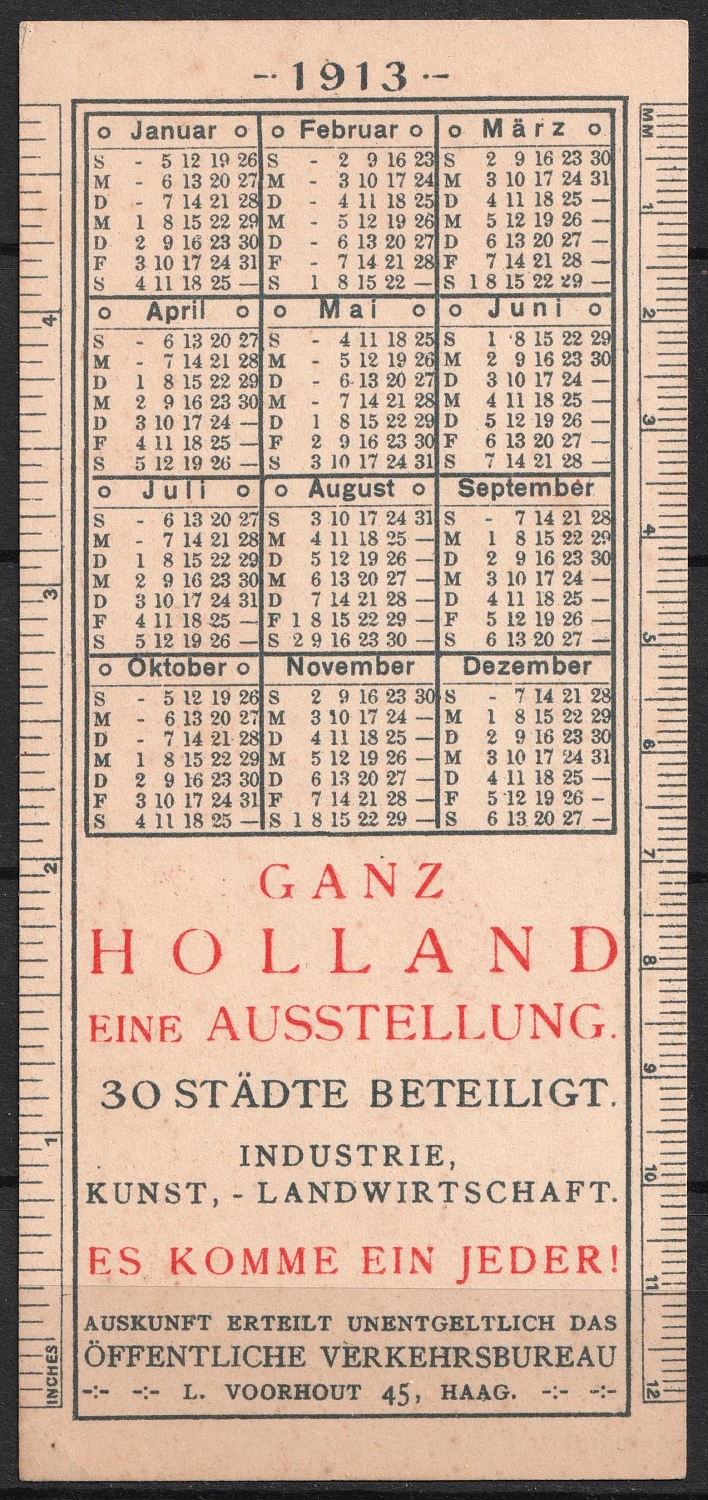 -· 1913 ·-
o Januar o
S - 5 12 19 26
M - 6 13 20 27
D - 7 14 21 28
M 1 8 15 22 29
D 2 9 16 23 30
F 3 10 17 24 31
S 4 11 18 25 —
o Februar o
S - 2 9 16 23
M - 3 10 17 24
D - 4 11 18 25
M - 5 12 19 26
D - 6 13 20 27
F - 7 14 21 28
S 1 8 15 22 —
o März o
S 2 9 16 23 30
M 3 10 17 24 31
D 4 11 18 25 —
M 5 12 19 26 —
D 6 13 20 27 —
F 7 14 21 28 —
S 1 8 15 22 29 —
o April o
S - 6 13 20 27
M - 7 14 21 28
D 1 8 15 22 29
M 2 9 16 23 30
D 3 10 17 24 —
F 4 11 18 25 —
S 5 12 19 26 —
o Mai o
S - 4 11 18 25
M - 5 12 19 26
D - 6 13 20 27
M - 7 14 21 28
D 1 8 15 22 29
F 2 9 16 23 30
S 3 10 17 24 31
o Juni o
S 1 8 15 22 29
M 2 9 16 23 30
D 3 10 17 24 —
M 4 11 18 25 —
D 5 12 19 26 —
F 6 13 20 27 —
S 7 14 21 28 —
o Juli o
S - 6 13 20 27
M - 7 14 21 28
D 1 8 15 22 29
M 2 9 16 23 30
D 3 10 17 24 31
F 4 11 18 25 —
S 5 12 19 26 —
o August o
S 3 10 17 24 31
M 4 11 18 25 —
D 5 12 19 26 —
M 6 13 20 27 —
D 7 14 21 28 —
F 1 8 15 22 29 —
S 2 9 16 23 30 —
September
S - 7 14 21 28
M 1 8 15 22 29
D 2 9 16 23 30
M 3 10 17 24 —
D 4 11 18 25 —
F 5 12 19 26 —
S 6 13 20 27 —
o Oktober o
S - 5 12 19 26
M - 6 13 20 27
D - 7 14 21 28
M 1 8 15 22 29
D 2 9 16 23 30
F 3 10 17 24 31
S 4 11 18 25 —
November
S 2 9 16 23 30
M 3 10 17 24 —
D 4 11 18 25 —
M 5 12 19 26 —
D 6 13 20 27 —
F 7 14 21 28 —
S 1 8 15 22 29 —
Dezember
S - 7 14 21 28
M 1 8 15 22 29
D 2 9 16 23 30
M 3 10 17 24 31
D 4 11 18 25 —
F 5 12 19 26 -
S 6 13 20 27 —
GANZ
HOLLAND
EINE AUSSTELLUNG.
30 STÄDTE BETEILIGT.
INDUSTRIE,
KUNST, - LANDWIRTSCHAFT.
ES KOMME EIN JEDER!
AUSKUNFT ERTEILT UNENTGELTLICH DAS
ÖFFENTLICHE VERKEHRSBUREAU
-:- -:- L. VOORHOUT 45, HAAG. -:- -:-
INCHES 1 2 3 4
MM 1 2 3 4 5 6 7 8 9 10 11 12